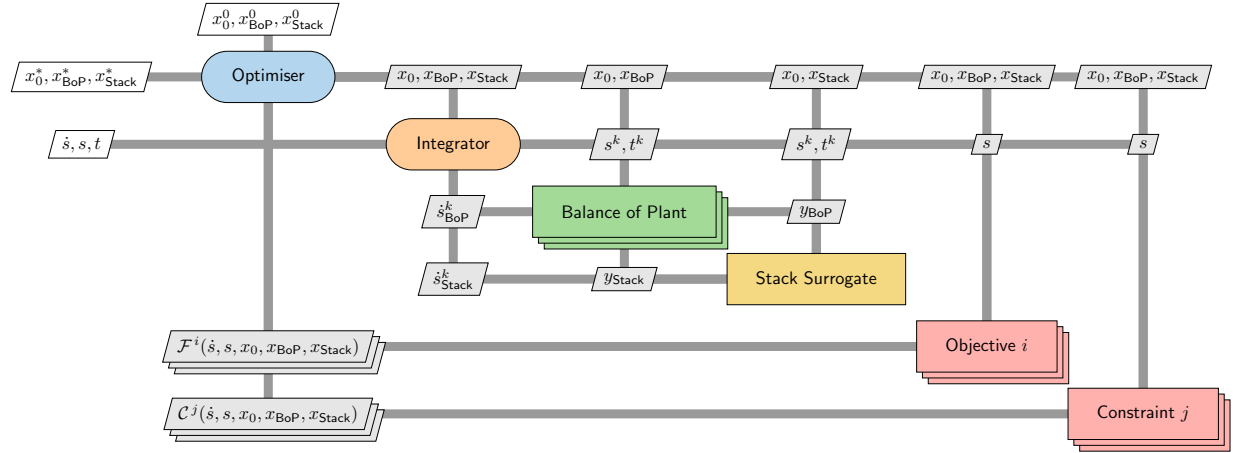 x_0^0, x_BoP^0, x_Stack^0
x_0^*, x_BoP^*, x_Stack^*
Optimiser
x_0, x_BoP, x_Stack
x_0, x_BoP
x_0, x_Stack
x_0, x_BoP, x_Stack
x_0, x_BoP, x_Stack
ṡ, s, t
Integrator
s^k, t^k
s^k, t^k
s
s
ṡ_BoP^k
Balance of Plant
y_BoP
ṡ_Stack^k
y_Stack
Stack Surrogate
ℱ^i(ṡ, s, x_0, x_BoP, x_Stack)
Objective i
𝒞^j(ṡ, s, x_0, x_BoP, x_Stack)
Constraint j